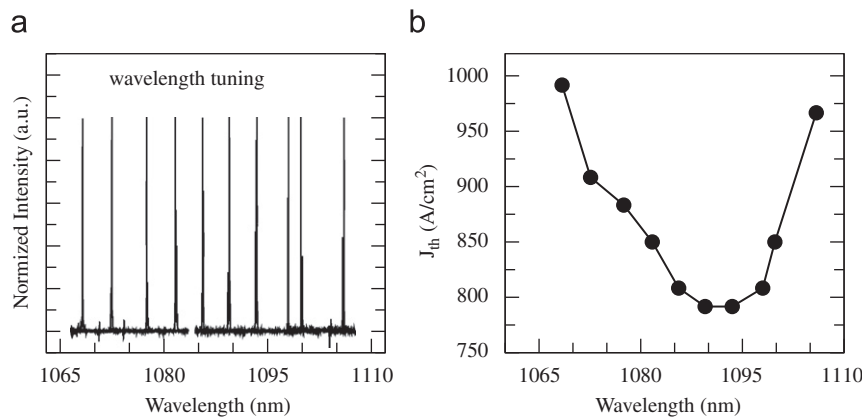 a
wavelength tuning
Normized Intensity (a.u.)
1065 1080 1095 1110
Wavelength (nm)
b
1000
950
900
850
800
750
J_th (A/cm²)
1065 1080 1095 1110
Wavelength (nm)